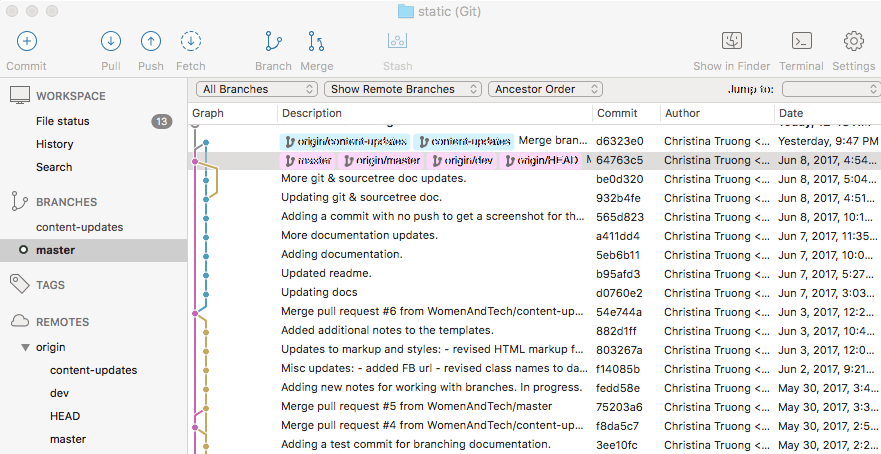 static (Git)
Commit Pull Push Fetch Branch Merge Stash Show in Finder Terminal Settings
All Branches Show Remote Branches Ancestor Order Jump to:
WORKSPACE
File status 13
History
Search
BRANCHES
content-updates
master
TAGS
REMOTES
origin
content-updates
dev
HEAD
master
Graph Description Commit Author Date
origin/content-updates content-updates Merge bran... d6323e0 Christina Truong <... Yesterday, 9:47 PM
master origin/master origin/dev origin/HEAD M 64763c5 Christina Truong <... Jun 8, 2017, 4:54...
More git & sourcetree doc updates. be0d320 Christina Truong <... Jun 8, 2017, 5:04...
Updating git & sourcetree doc. 932b4fe Christina Truong <... Jun 8, 2017, 4:51...
Adding a commit with no push to get a screenshot for th... 565d823 Christina Truong <... Jun 8, 2017, 10:1...
More documentation updates. a411dd4 Christina Truong <... Jun 7, 2017, 11:35...
Adding documentation. 5eb6b11 Christina Truong <... Jun 7, 2017, 10:0...
Updated readme. b95afd3 Christina Truong <... Jun 7, 2017, 5:27...
Updating docs d0760e2 Christina Truong <... Jun 7, 2017, 3:03...
Merge pull request #6 from WomenAndTech/content-up... 54e744a Christina Truong <... Jun 3, 2017, 12:2...
Added additional notes to the templates. 882d1ff Christina Truong <... Jun 3, 2017, 10:4...
Updates to markup and styles: - revised HTML markup f... 803267a Christina Truong <... Jun 3, 2017, 12:0...
Misc updates: - added FB url - revised class names to da... f14085b Christina Truong <... Jun 2, 2017, 9:21...
Adding new notes for working with branches. In progress. fedd58e Christina Truong <... May 30, 2017, 3:4...
Merge pull request #5 from WomenAndTech/master 75203a6 Christina Truong <... May 30, 2017, 3:2...
Merge pull request #4 from WomenAndTech/content-up... f8da5c7 Christina Truong <... May 30, 2017, 2:5...
Adding a test commit for branching documentation. 3ee10fc Christina Truong <... May 30, 2017, 2:2...